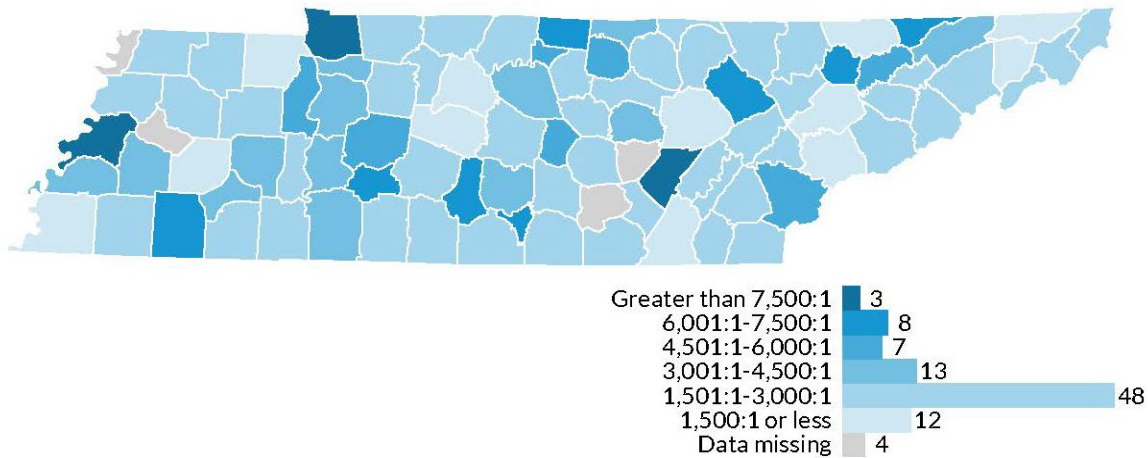 Greater than 7,500:1 3
6,001:1-7,500:1 8
4,501:1-6,000:1 7
3,001:1-4,500:1 13
1,501:1-3,000:1 48
1,500:1 or less 12
Data missing 4